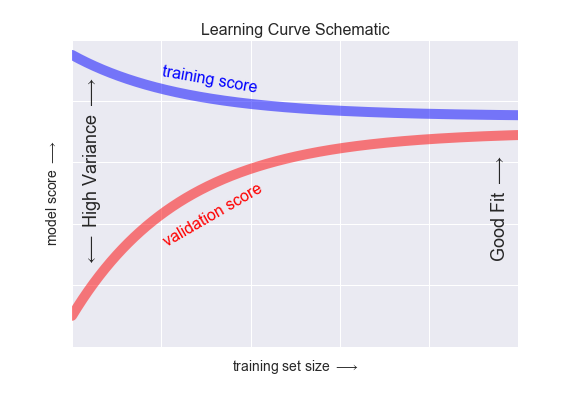 Learning Curve Schematic
training score
← High Variance →
validation score
Good Fit →
model score →
training set size →